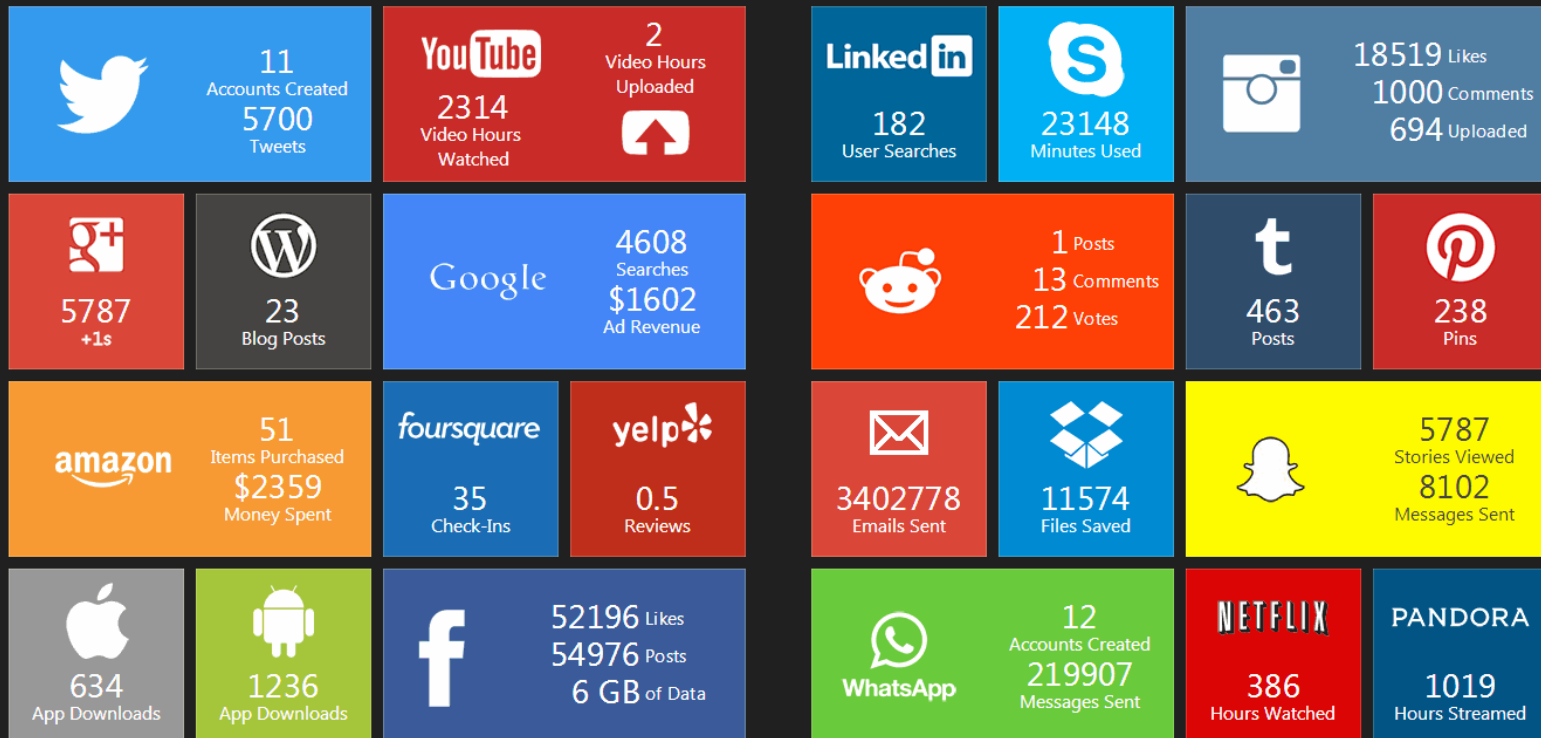 11
Accounts Created
5700
Tweets
You Tube
2314
Video Hours
Watched
2
Video Hours
Uploaded
Linked in
182
User Searches
S
23148
Minutes Used
18519 Likes
1000 Comments
694 Uploaded
g+
5787
+1s
W
23
Blog Posts
Google
4608
Searches
$1602
Ad Revenue
1 Posts
13 Comments
212 Votes
t
463
Posts
P
238
Pins
amazon
51
Items Purchased
$2359
Money Spent
foursquare
35
Check-Ins
yelp
0.5
Reviews
3402778
Emails Sent
11574
Files Saved
5787
Stories Viewed
8102
Messages Sent
634
App Downloads
1236
App Downloads
f
52196 Likes
54976 Posts
6 GB of Data
WhatsApp
12
Accounts Created
219907
Messages Sent
NETFLIX
386
Hours Watched
PANDORA
1019
Hours Streamed